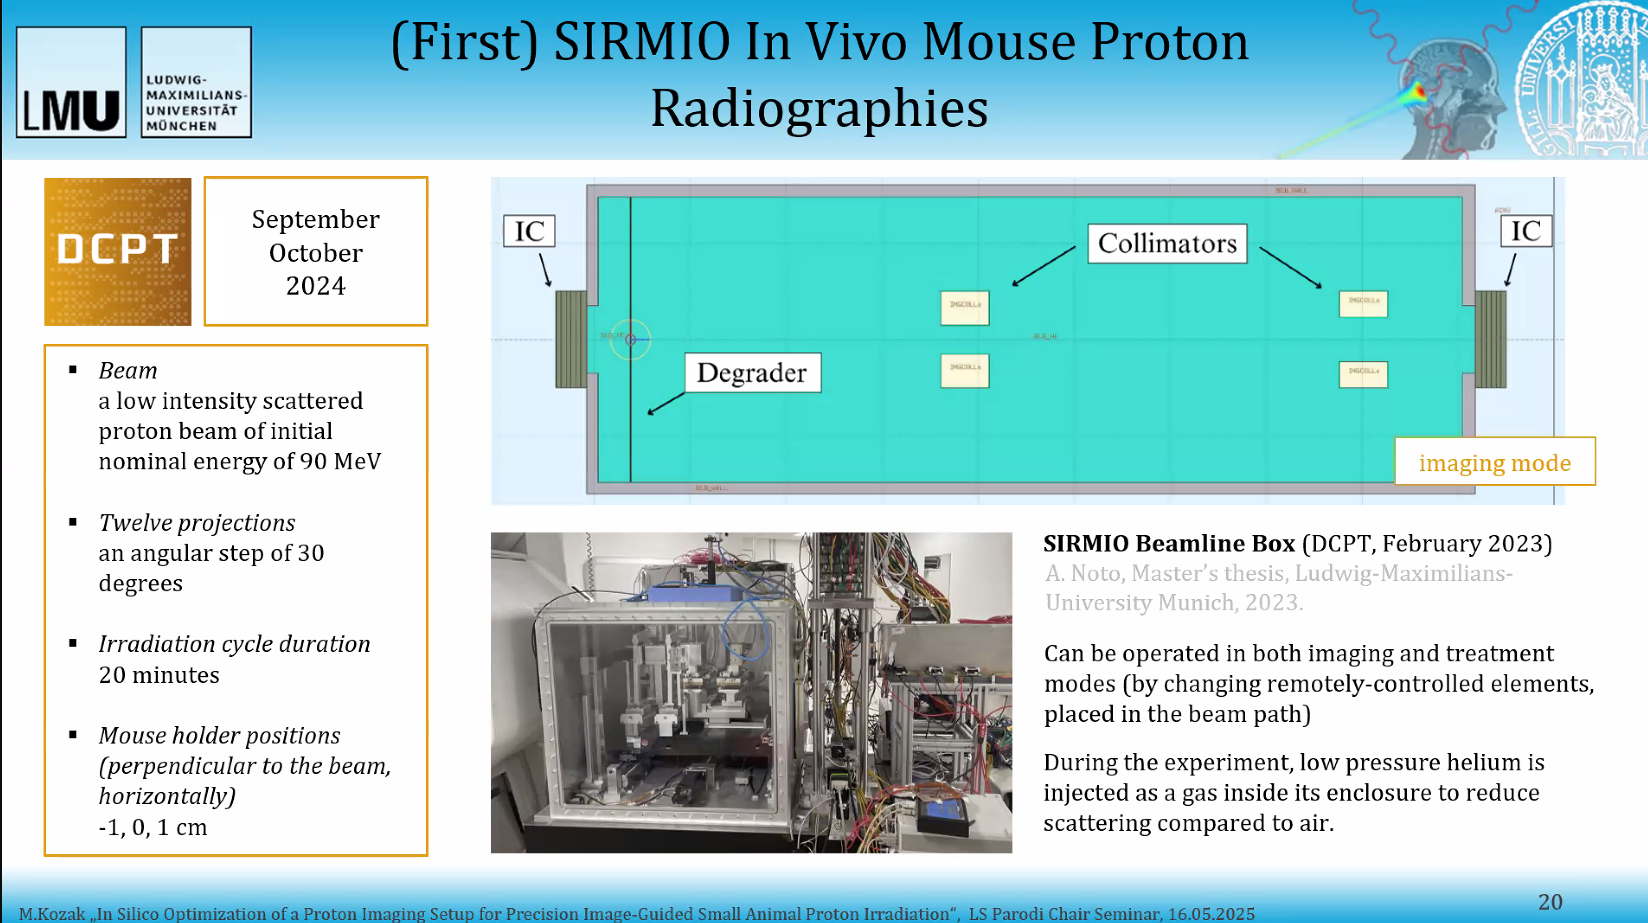 (First) SIRMIO In Vivo Mouse Proton
Radiographies
LMU
LUDWIG-
MAXIMILIANS-
UNIVERSITÄT
MÜNCHEN
DCPT
September
October
2024
▪ Beam
a low intensity scattered
proton beam of initial
nominal energy of 90 MeV
▪ Twelve projections
an angular step of 30
degrees
▪ Irradiation cycle duration
20 minutes
▪ Mouse holder positions
(perpendicular to the beam,
horizontally)
-1, 0, 1 cm
IC
Collimators
IC
Degrader
imaging mode
SIRMIO Beamline Box (DCPT, February 2023)
A. Noto, Master's thesis, Ludwig-Maximilians-
University Munich, 2023.
Can be operated in both imaging and treatment
modes (by changing remotely-controlled elements,
placed in the beam path)
During the experiment, low pressure helium is
injected as a gas inside its enclosure to reduce
scattering compared to air.
M.Kozak „In Silico Optimization of a Proton Imaging Setup for Precision Image-Guided Small Animal Proton Irradiation“, LS Parodi Chair Seminar, 16.05.2025
20